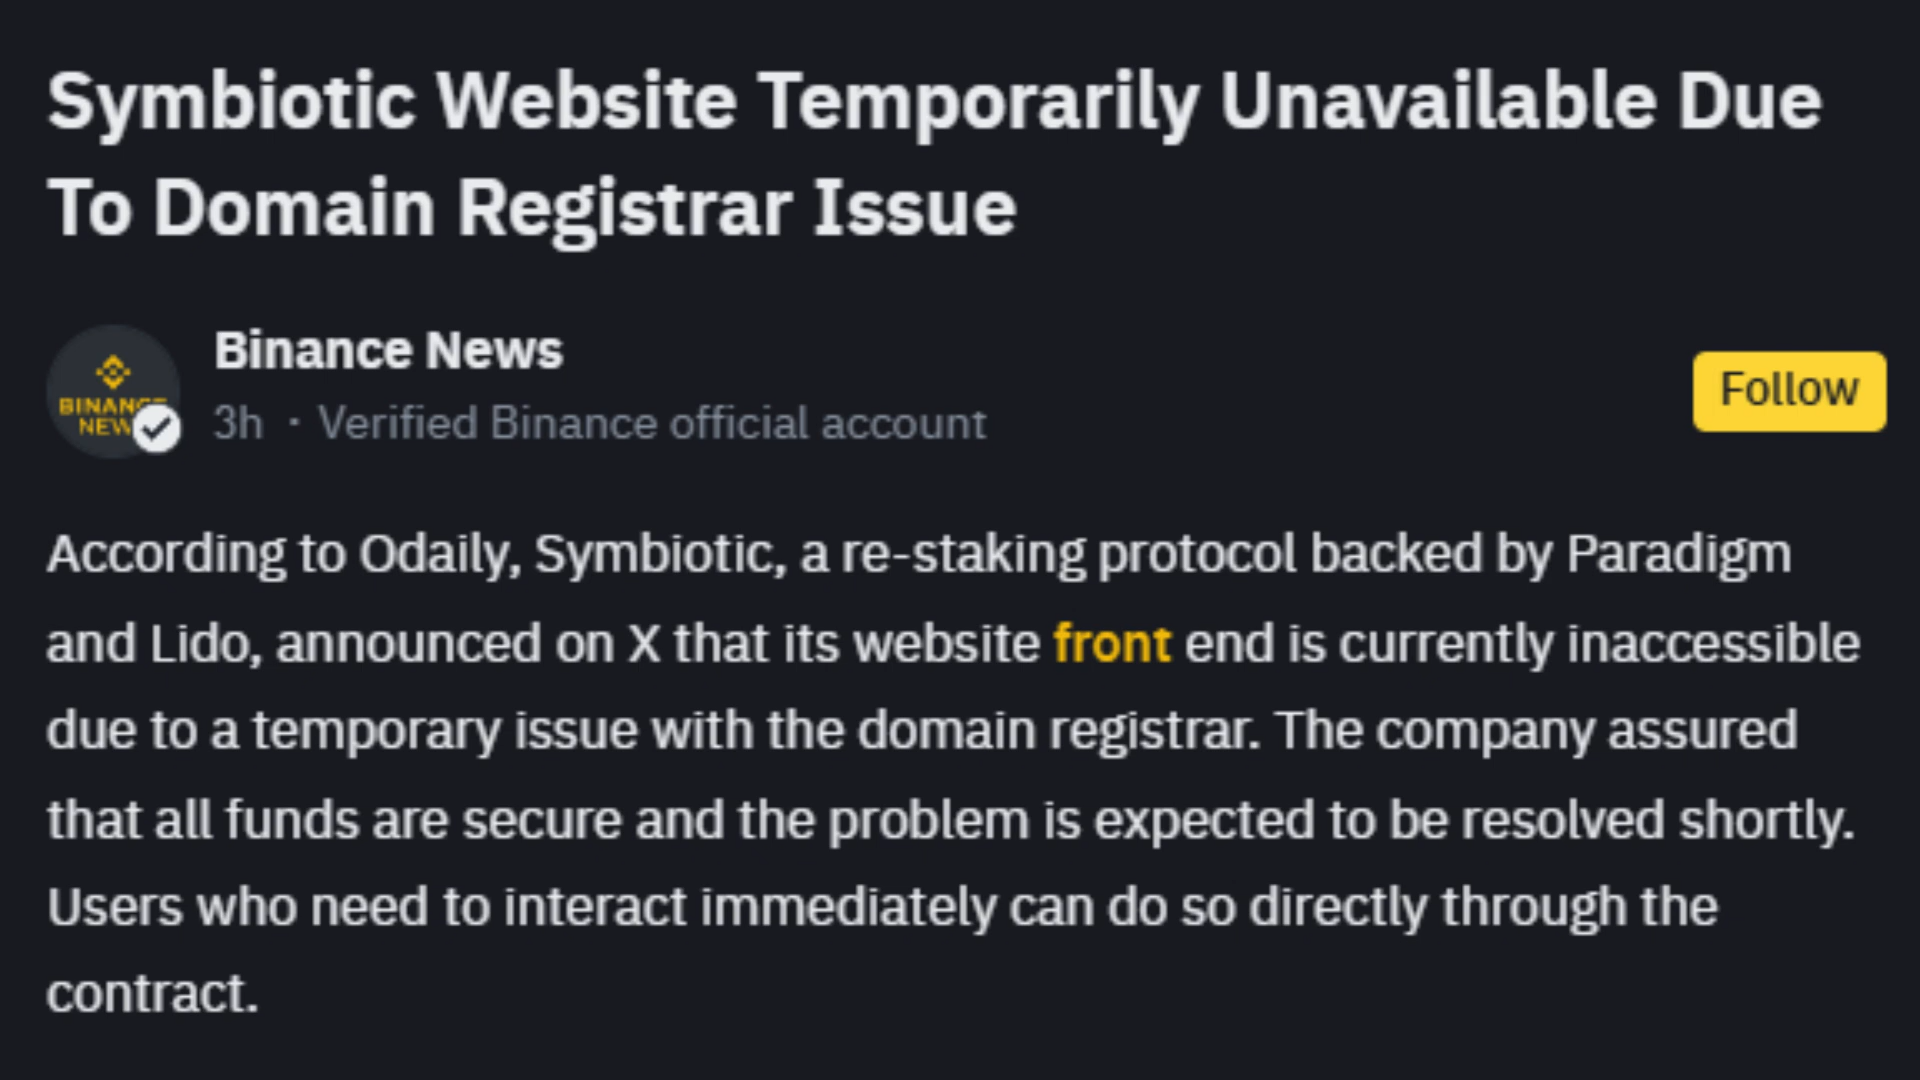 Symbiotic Website Temporarily Unavailable Due
To Domain Registrar Issue
Binance News
BINANCE
NEW
3h · Verified Binance official account
Follow
According to Odaily, Symbiotic, a re-staking protocol backed by Paradigm
and Lido, announced on X that its website front end is currently inaccessible
due to a temporary issue with the domain registrar. The company assured
that all funds are secure and the problem is expected to be resolved shortly.
Users who need to interact immediately can do so directly through the
contract.